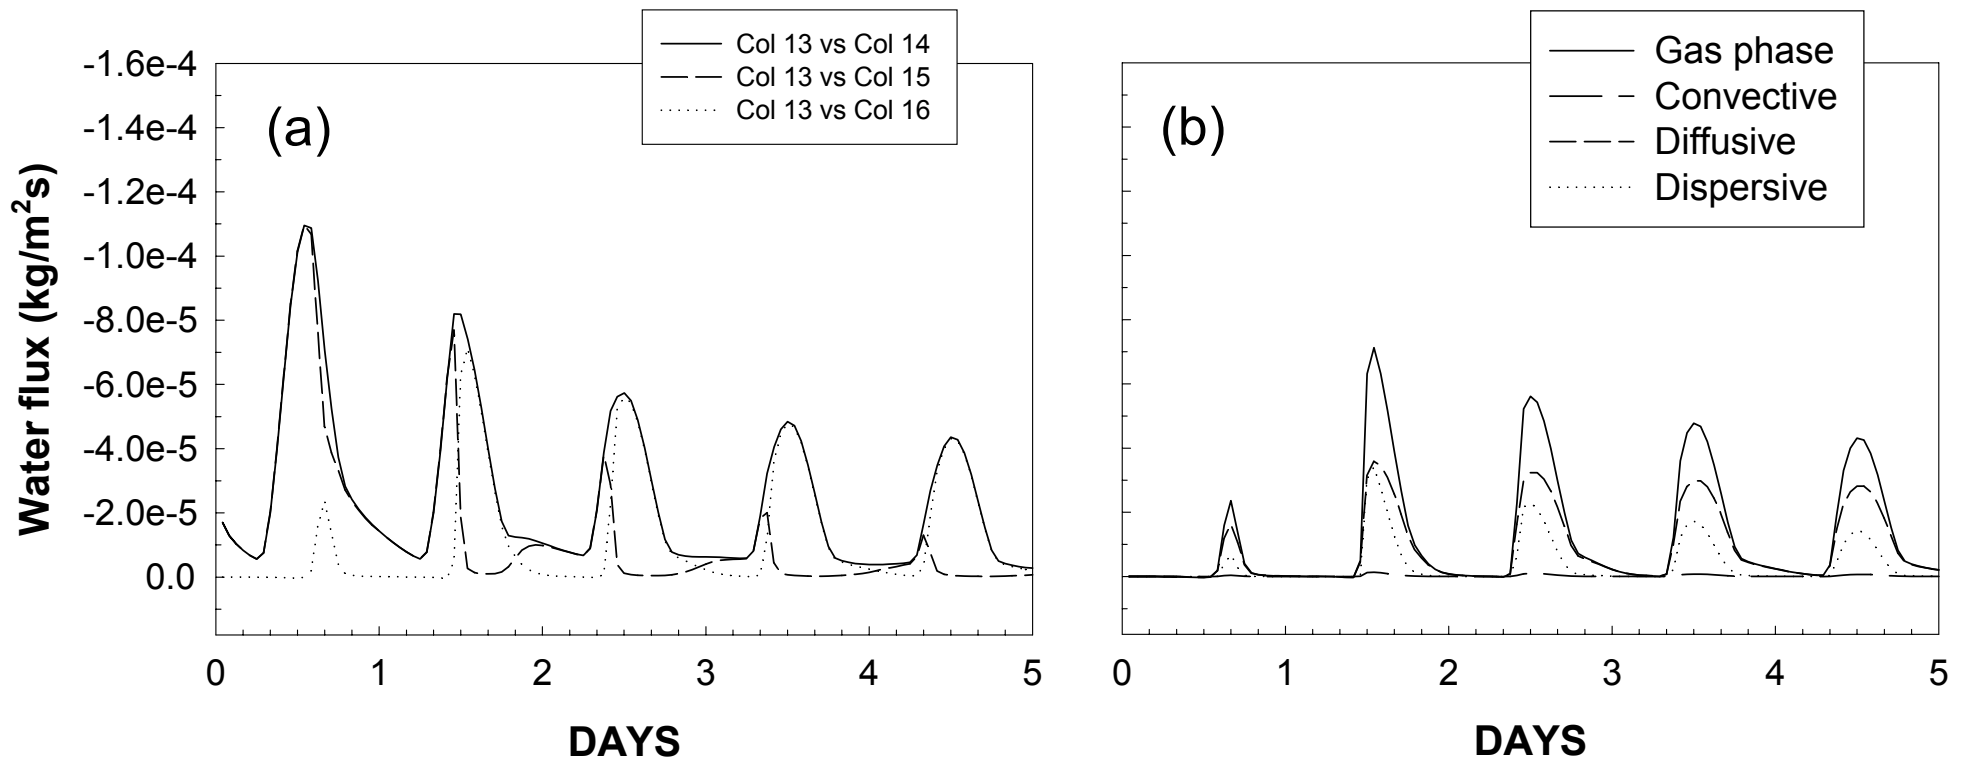 Col 13 vs Col 14
Col 13 vs Col 15
Col 13 vs Col 16
(a)
Water flux (kg/m²s)
-1.6e-4
-1.4e-4
-1.2e-4
-1.0e-4
-8.0e-5
-6.0e-5
-4.0e-5
-2.0e-5
0.0
0 1 2 3 4 5
DAYS
Gas phase
Convective
Diffusive
Dispersive
(b)
0 1 2 3 4 5
DAYS